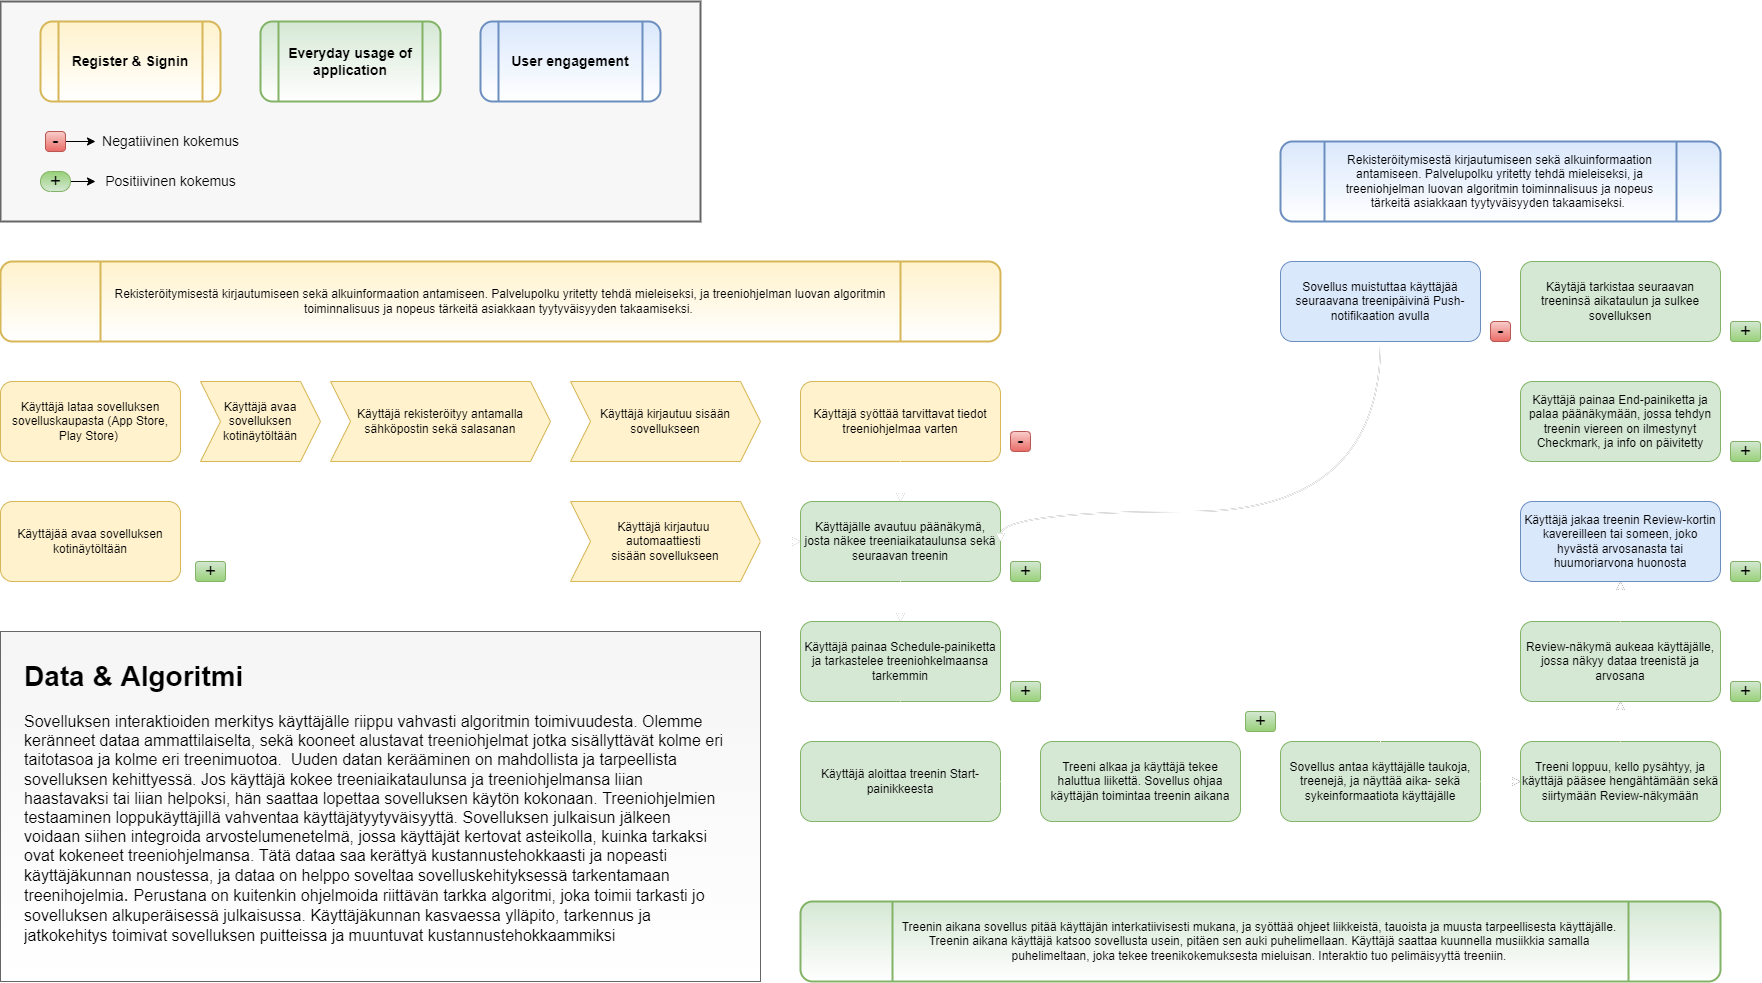 Register & Signin
Everyday usage of
application
User engagement
-
Negatiivinen kokemus
+
Positiivinen kokemus
Rekisteröitymisestä kirjautumiseen sekä alkuinformaation
antamiseen. Palvelupolku yritetty tehdä mieleiseksi, ja
treeniohjelman luovan algoritmin toiminnalisuus ja nopeus
tärkeitä asiakkaan tyytyväisyyden takaamiseksi.
Rekisteröitymisestä kirjautumiseen sekä alkuinformaation antamiseen. Palvelupolku yritetty tehdä mieleiseksi, ja treeniohjelman luovan algoritmin
toiminnalisuus ja nopeus tärkeitä asiakkaan tyytyväisyyden takaamiseksi.
Sovellus muistuttaa käyttäjää
seuraavana treenipäivinä Push-
notifikaation avulla
-
Käytäjä tarkistaa seuraavan
treeninsä aikataulun ja sulkee
sovelluksen
+
Käyttäjä lataa sovelluksen
sovelluskaupasta (App Store,
Play Store)
Käyttäjä avaa
sovelluksen
kotinäytöltään
Käyttäjä rekisteröityy antamalla
sähköpostin sekä salasanan
Käyttäjä kirjautuu sisään
sovellukseen
Käyttäjä syöttää tarvittavat tiedot
treeniohjelmaa varten
-
Käyttäjä painaa End-painiketta ja
palaa päänäkymään, jossa tehdyn
treenin viereen on ilmestynyt
Checkmark, ja info on päivitetty
+
Käyttäjää avaa sovelluksen
kotinäytöltään
+
Käyttäjä kirjautuu
automaattiesti
sisään sovellukseen
Käyttäjälle avautuu päänäkymä,
josta näkee treeniaikataulunsa sekä
seuraavan treenin
+
Käyttäjä jakaa treenin Review-kortin
kavereilleen tai someen, joko
hyvästä arvosanasta tai
huumoriarvona huonosta
+
Käyttäjä painaa Schedule-painiketta
ja tarkastelee treeniohkelmaansa
tarkemmin
+
Review-näkymä aukeaa käyttäjälle,
jossa näkyy dataa treenistä ja
arvosana
+
+
Käyttäjä aloittaa treenin Start-
painikkeesta
Treeni alkaa ja käyttäjä tekee
haluttua liikettä. Sovellus ohjaa
käyttäjän toimintaa treenin aikana
Sovellus antaa käyttäjälle taukoja,
treenejä, ja näyttää aika- sekä
sykeinformaatiota käyttäjälle
Treeni loppuu, kello pysähtyy, ja
käyttäjä pääsee hengähtämään sekä
siirtymään Review-näkymään
Data & Algoritmi
Sovelluksen interaktioiden merkitys käyttäjälle riippu vahvasti algoritmin toimivuudesta. Olemme
keränneet dataa ammattilaiselta, sekä kooneet alustavat treeniohjelmat jotka sisällyttävät kolme eri
taitotasoa ja kolme eri treenimuotoa.  Uuden datan kerääminen on mahdollista ja tarpeellista
sovelluksen kehittyessä. Jos käyttäjä kokee treeniaikataulunsa ja treeniohjelmansa liian
haastavaksi tai liian helpoksi, hän saattaa lopettaa sovelluksen käytön kokonaan. Treeniohjelmien
testaaminen loppukäyttäjillä vahventaa käyttäjätyytyväisyyttä. Sovelluksen julkaisun jälkeen
voidaan siihen integroida arvostelumenetelmä, jossa käyttäjät kertovat asteikolla, kuinka tarkaksi
ovat kokeneet treeniohjelmansa. Tätä dataa saa kerättyä kustannustehokkaasti ja nopeasti
käyttäjäkunnan noustessa, ja dataa on helppo soveltaa sovelluskehityksessä tarkentamaan
treenihojelmia. Perustana on kuitenkin ohjelmoida riittävän tarkka algoritmi, joka toimii tarkasti jo
sovelluksen alkuperäisessä julkaisussa. Käyttäjäkunnan kasvaessa ylläpito, tarkennus ja
jatkokehitys toimivat sovelluksen puitteissa ja muuntuvat kustannustehokkaammiksi
Treenin aikana sovellus pitää käyttäjän interkatiivisesti mukana, ja syöttää ohjeet liikkeistä, tauoista ja muusta tarpeellisesta käyttäjälle.
Treenin aikana käyttäjä katsoo sovellusta usein, pitäen sen auki puhelimellaan. Käyttäjä saattaa kuunnella musiikkia samalla
puhelimeltaan, joka tekee treenikokemuksesta mieluisan. Interaktio tuo pelimäisyyttä treeniin.